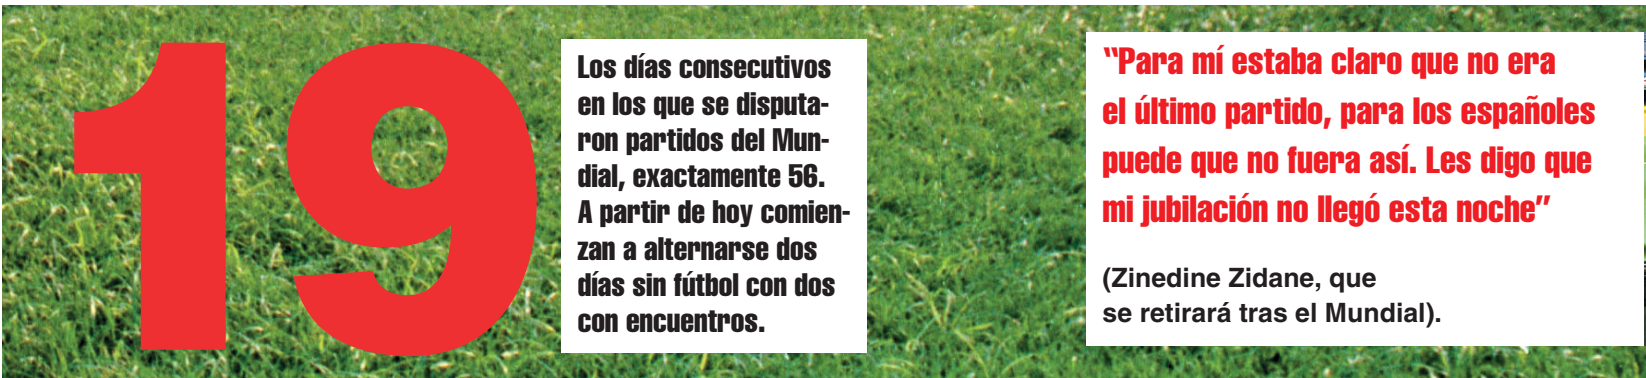 19
Los días consecutivos
en los que se disputa-
ron partidos del Mun-
dial, exactamente 56.
A partir de hoy comien-
zan a alternarse dos
días sin fútbol con dos
con encuentros.
“Para mí estaba claro que no era
el último partido, para los españoles
puede que no fuera así. Les digo que
mi jubilación no llegó esta noche”
(Zinedine Zidane, que
se retirará tras el Mundial).